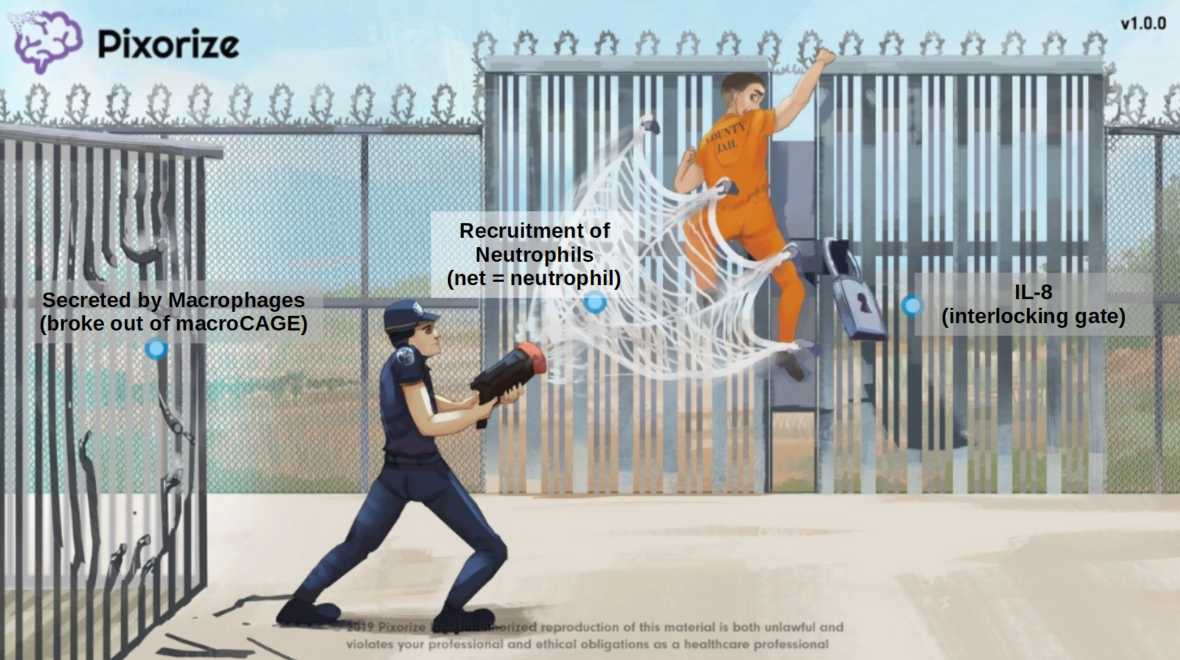 Pixorize
v1.0.0
COUNTY
JAIL
Recruitment of
Neutrophils
(net = neutrophil)
Secreted by Macrophages
(broke out of macroCAGE)
IL-8
(interlocking gate)
2019 Pixorize reproduction of this material is both unlawful and
violates your professional and ethical obligations as a healthcare professional